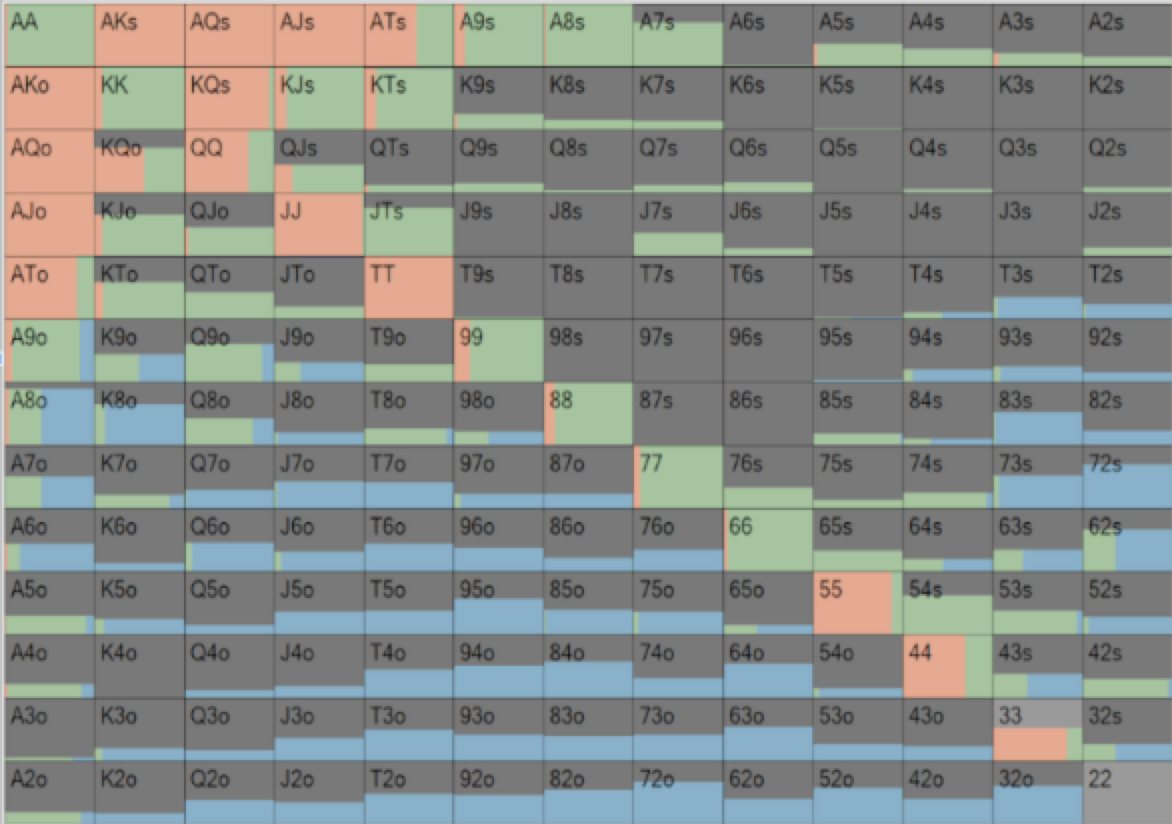 AA AKs AQs AJs ATs A9s A8s A7s A6s A5s A4s A3s A2s
AKo KK KQs KJs KTs K9s K8s K7s K6s K5s K4s K3s K2s
AQo KQo QQ QJs QTs Q9s Q8s Q7s Q6s Q5s Q4s Q3s Q2s
AJo KJo QJo JJ JTs J9s J8s J7s J6s J5s J4s J3s J2s
ATo KTo QTo JTo TT T9s T8s T7s T6s T5s T4s T3s T2s
A9o K9o Q9o J9o T9o 99 98s 97s 96s 95s 94s 93s 92s
A8o K8o Q8o J8o T8o 98o 88 87s 86s 85s 84s 83s 82s
A7o K7o Q7o J7o T7o 97o 87o 77 76s 75s 74s 73s 72s
A6o K6o Q6o J6o T6o 96o 86o 76o 66 65s 64s 63s 62s
A5o K5o Q5o J5o T5o 95o 85o 75o 65o 55 54s 53s 52s
A4o K4o Q4o J4o T4o 94o 84o 74o 64o 54o 44 43s 42s
A3o K3o Q3o J3o T3o 93o 83o 73o 63o 53o 43o 33 32s
A2o K2o Q2o J2o T2o 92o 82o 72o 62o 52o 42o 32o 22